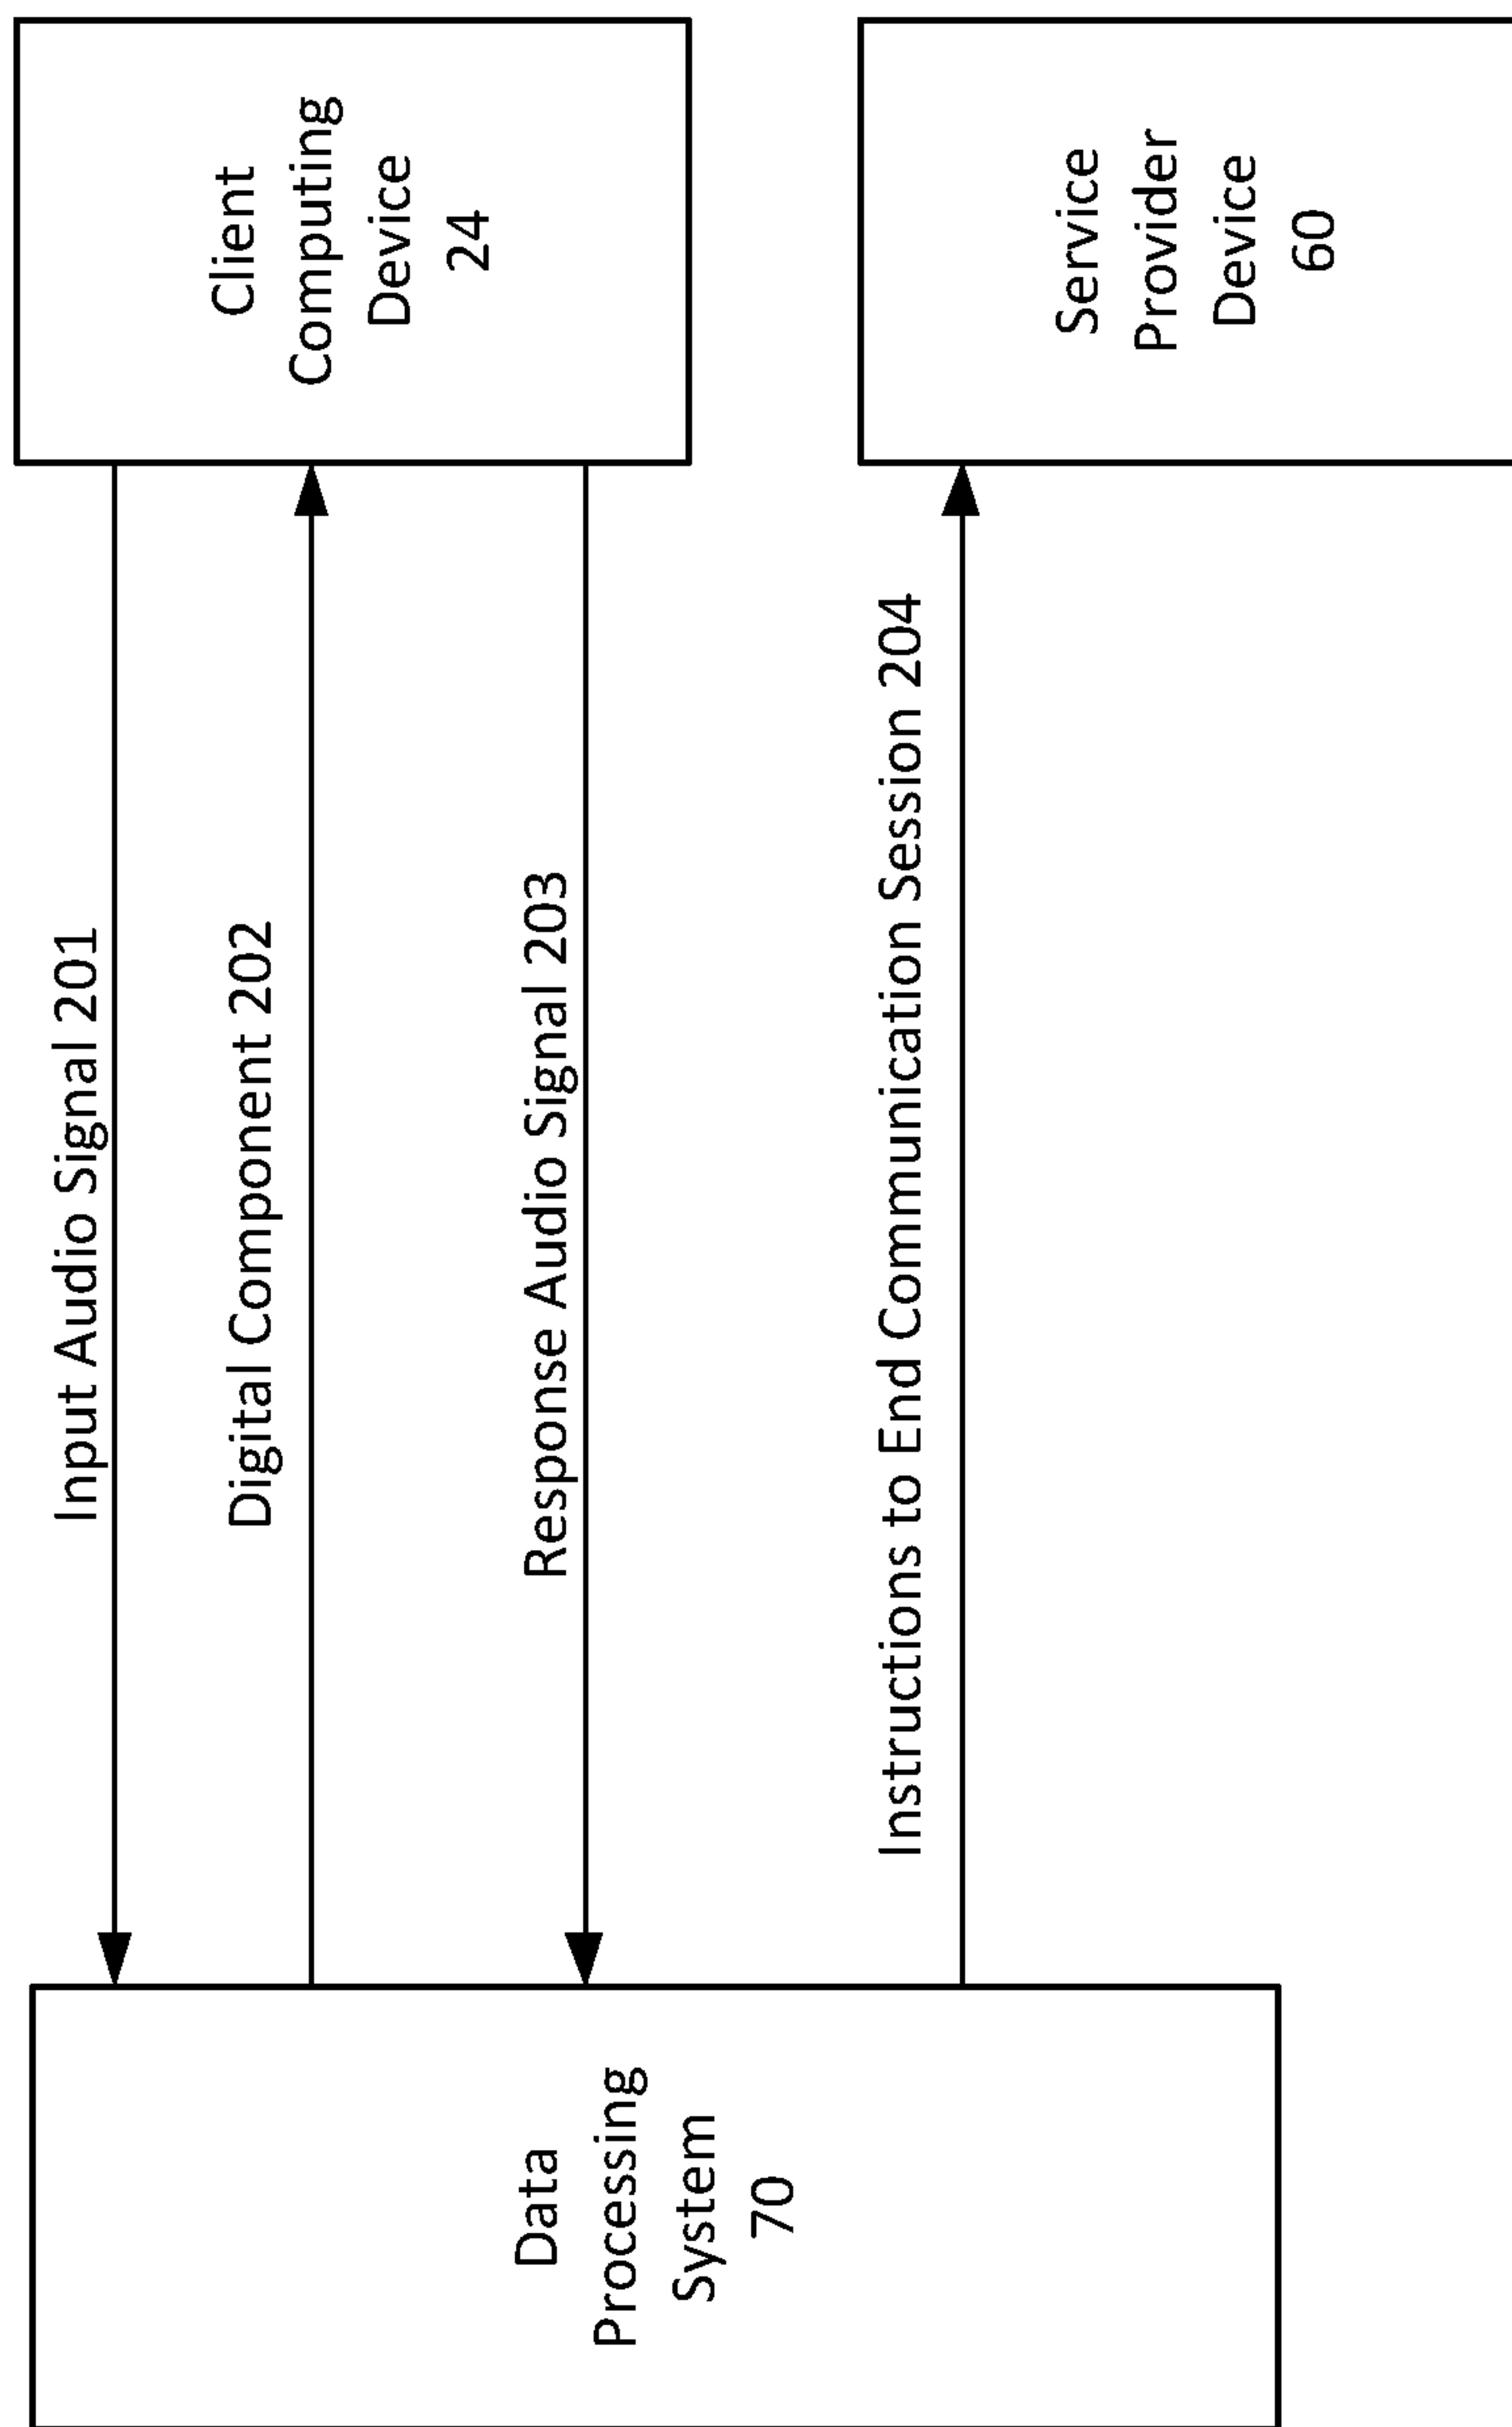 Data
Processing
System
70
Input Audio Signal 201
Digital Component 202
Response Audio Signal 203
Instructions to End Communication Session 204
Client
Computing
Device
24
Service
Provider
Device
60